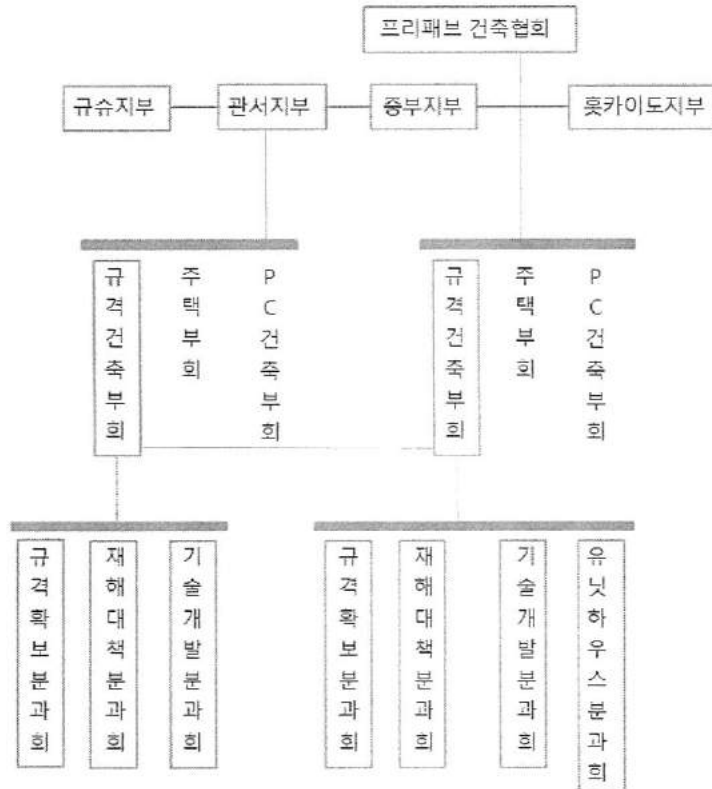 프리패브 건축협회
규슈지부
관서지부
중부지부
홋카이도지부
규격건축부회
주택부회
PC건축부회
규격건축부회
주택부회
PC건축부회
규격확보분과회
재해대책분과회
기술개발분과회
규격확보분과회
재해대책분과회
기술개발분과회
유닛하우스분과회